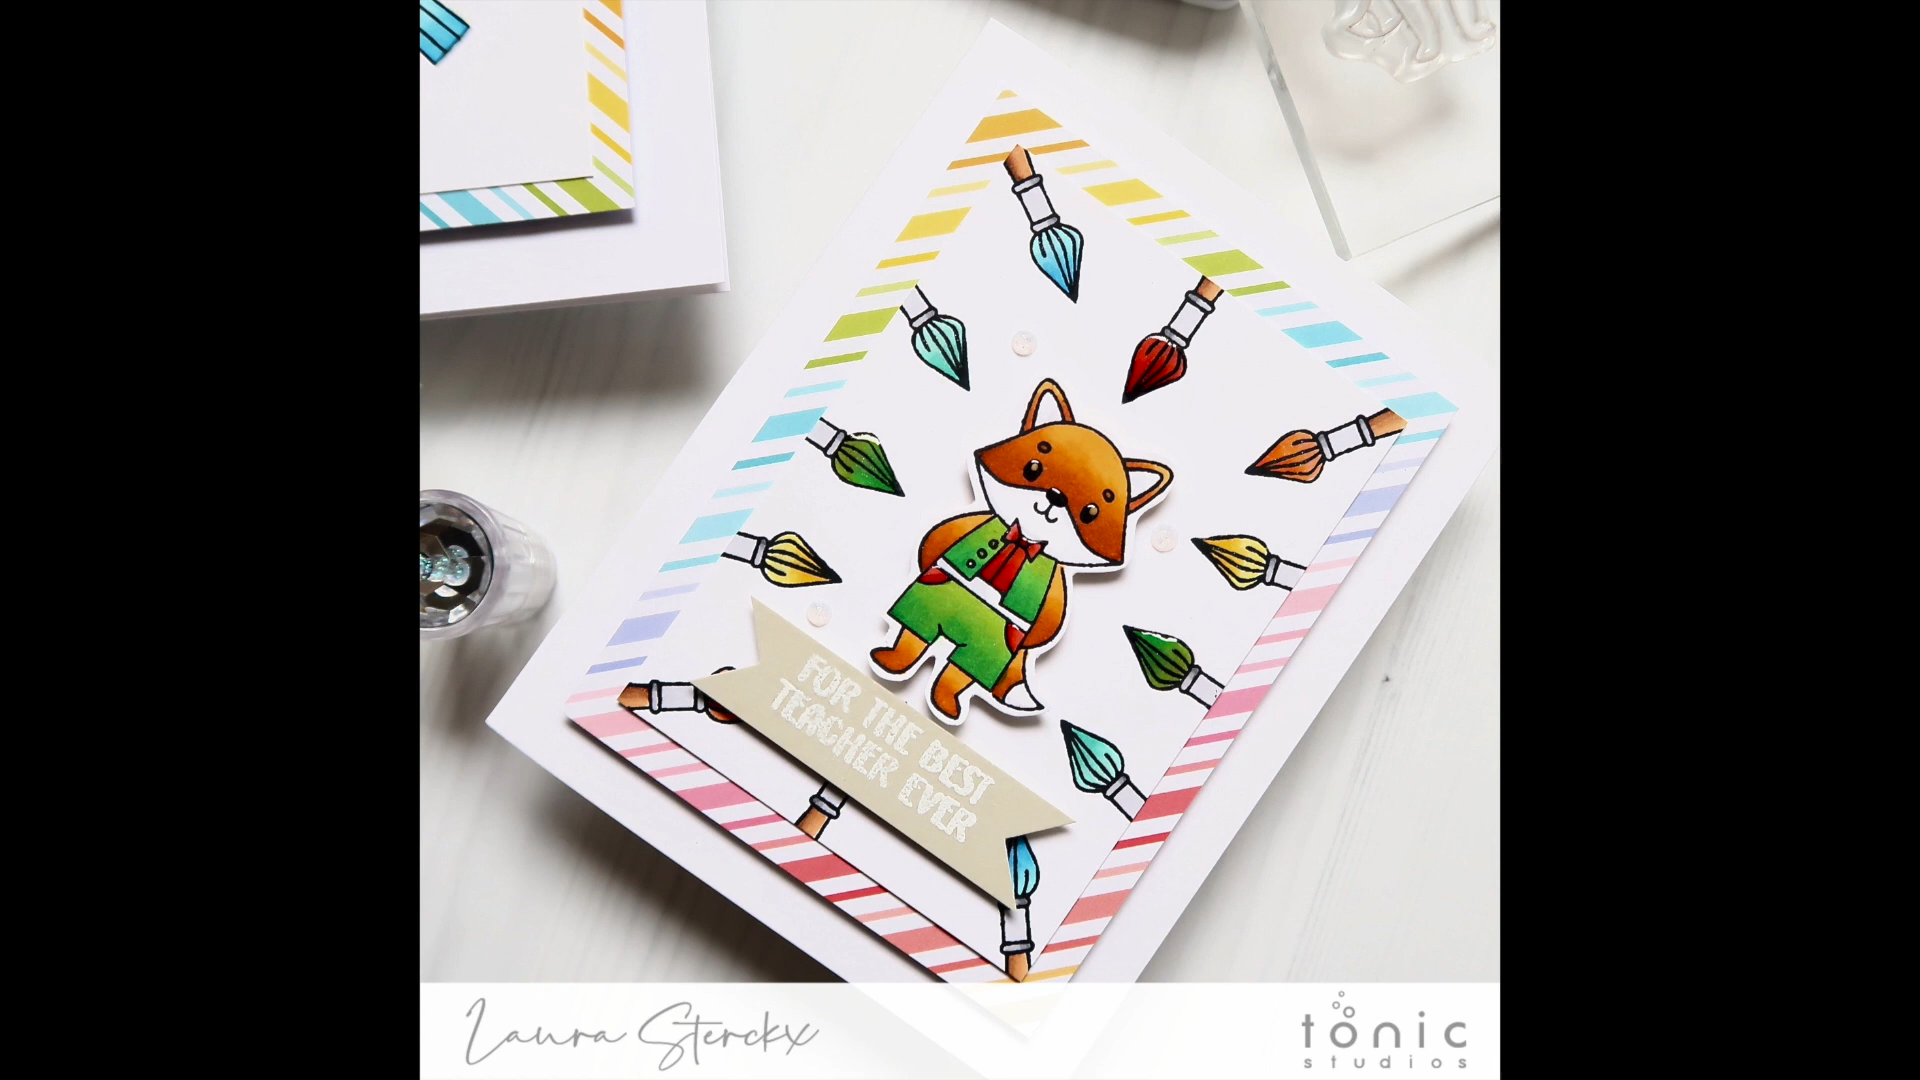 FOR THE BEST
TEACHER EVER
Laura Sterckx
tonic
studios